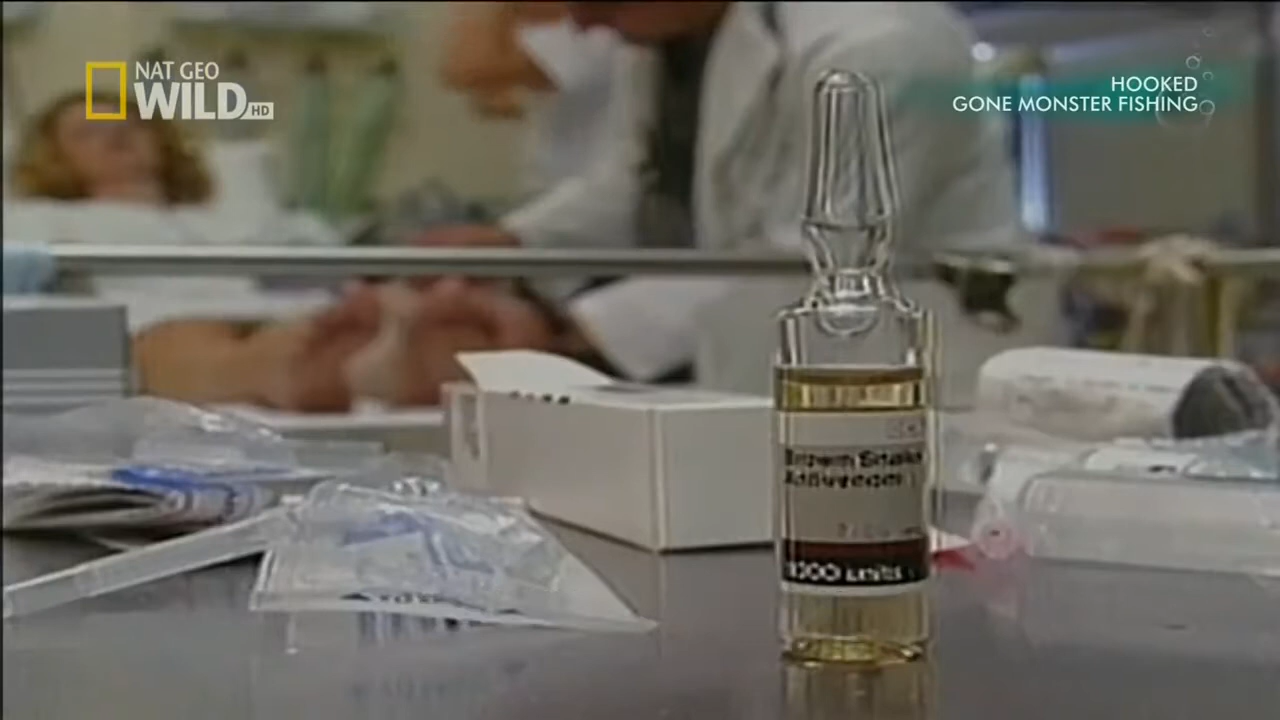 NAT GEO
WILD HD
HOOKED
GONE MONSTER FISHING
Brown Snake
Antivenom
1000 units